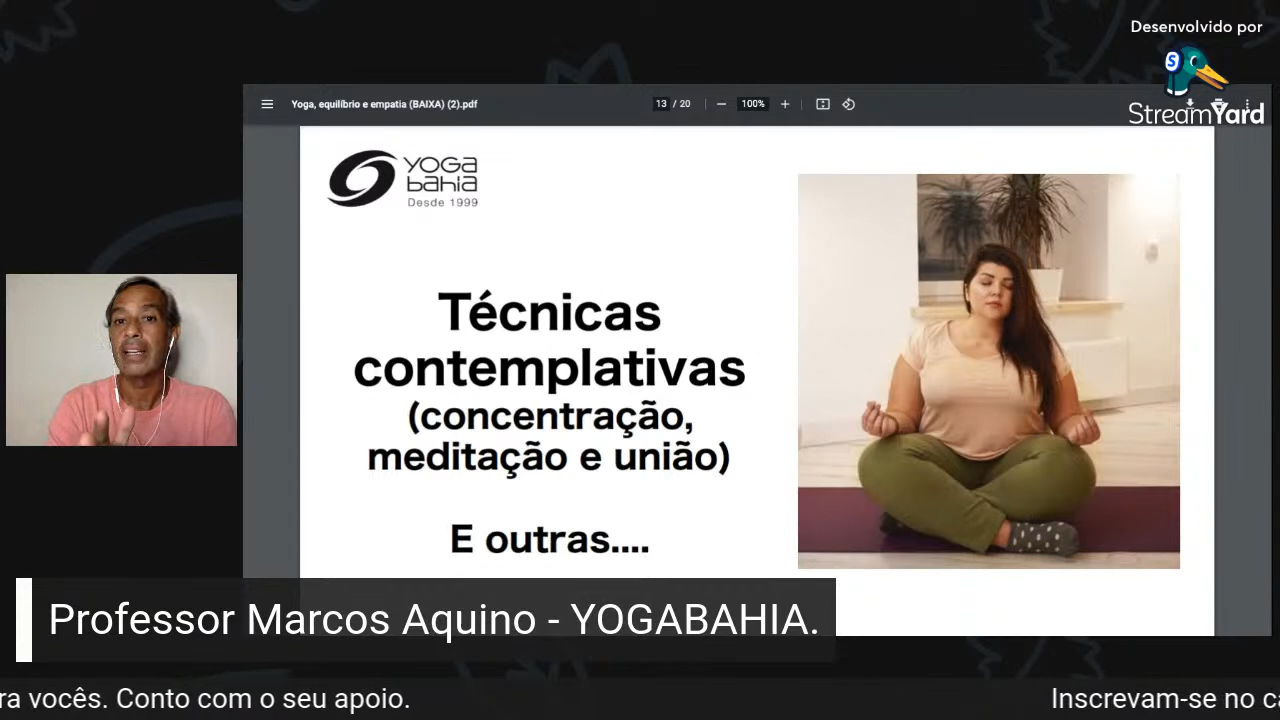 Desenvolvido por
StreamYard
Yoga, equilíbrio e empatia (BAIXA) (2).pdf
13 / 20
100%
YOGA
bahia
Desde 1999
Técnicas
contemplativas
(concentração,
meditação e união)
E outras....
Professor Marcos Aquino - YOGABAHIA.
ra vocês. Conto com o seu apoio.
Inscrevam-se no ca